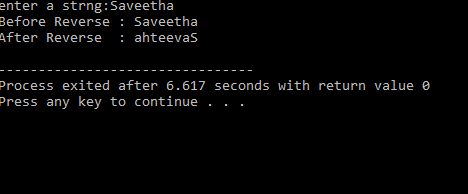 enter a strng:Saveetha
Before Reverse : Saveetha
After Reverse  : ahteevaS
--------------------------------
Process exited after 6.617 seconds with return value 0
Press any key to continue . . .